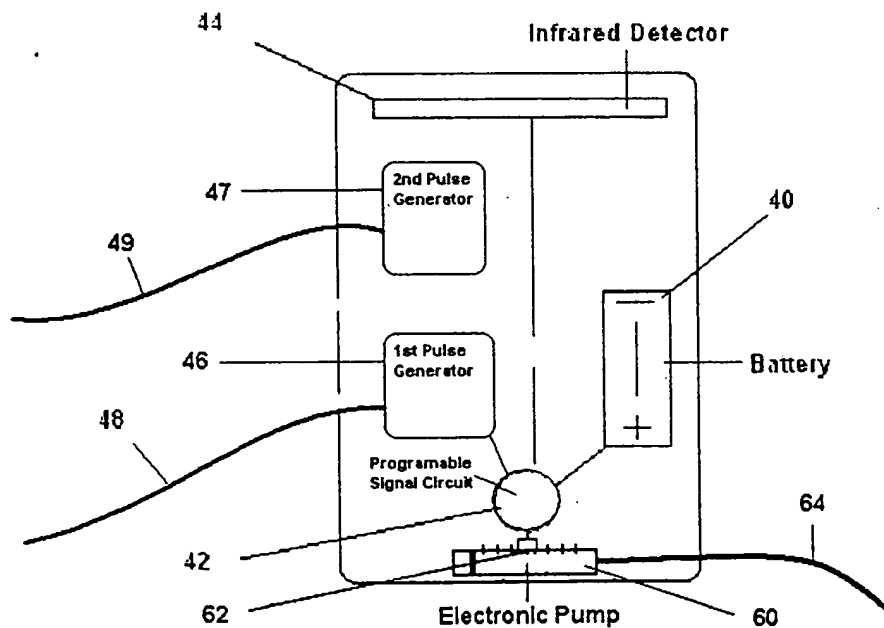 44
Infrared Detector
47
2nd Pulse
Generator
40
49
46
1st Pulse
Generator
Battery
48
Programable
Signal Circuit
42
64
62
Electronic Pump
60